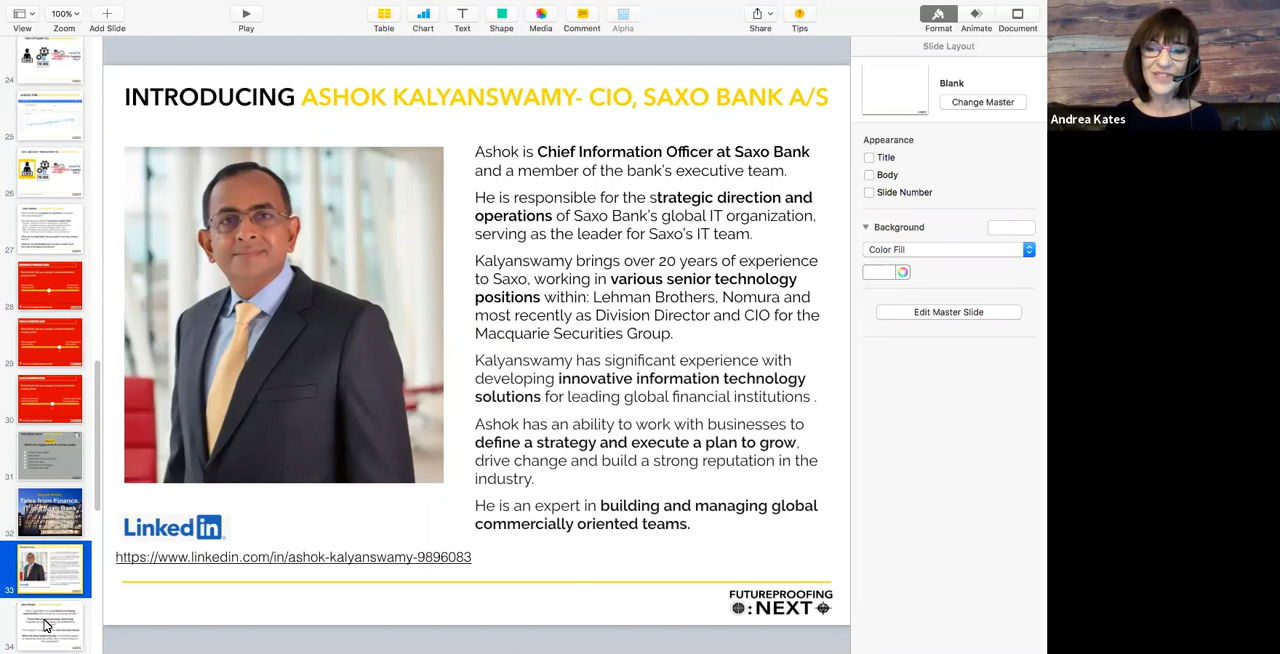 View
100%
Zoom
Add Slide
Play
Table
Chart
Text
Shape
Media
Comment
Alpha
Share
Tips
Format
Animate
Document
Slide Layout
Blank
Change Master
Appearance
Title
Body
Slide Number
Background
Color Fill
Edit Master Slide
Andrea Kates
24
25
26
27
28
29
30
31
32
33
34
Tales from Finance,
INTRODUCING ASHOK KALYANSWAMY- CIO, SAXO BANK A/S
Ashok is Chief Information Officer at Saxo Bank
and a member of the bank's executive team.
He is responsible for the strategic direction and
operations of Saxo Bank's global IT organization,
serving as the leader for Saxo's IT team.
Kalyanswamy brings over 20 years of experience
to Saxo, working in various senior technology
positions within: Lehman Brothers, Nomura and
most recently as Division Director and CIO for the
Macquarie Securities Group.
Kalyanswamy has significant experience with
developing innovative information technology
solutions for leading global financial institutions .
Ashok has an ability to work with businesses to
define a strategy and execute a plan to grow,
drive change and build a strong reputation in the
industry.
He is an expert in building and managing global
commercially oriented teams.
Linked in
https://www.linkedin.com/in/ashok-kalyanswamy-9896083
FUTUREPROOFING
:NEXT